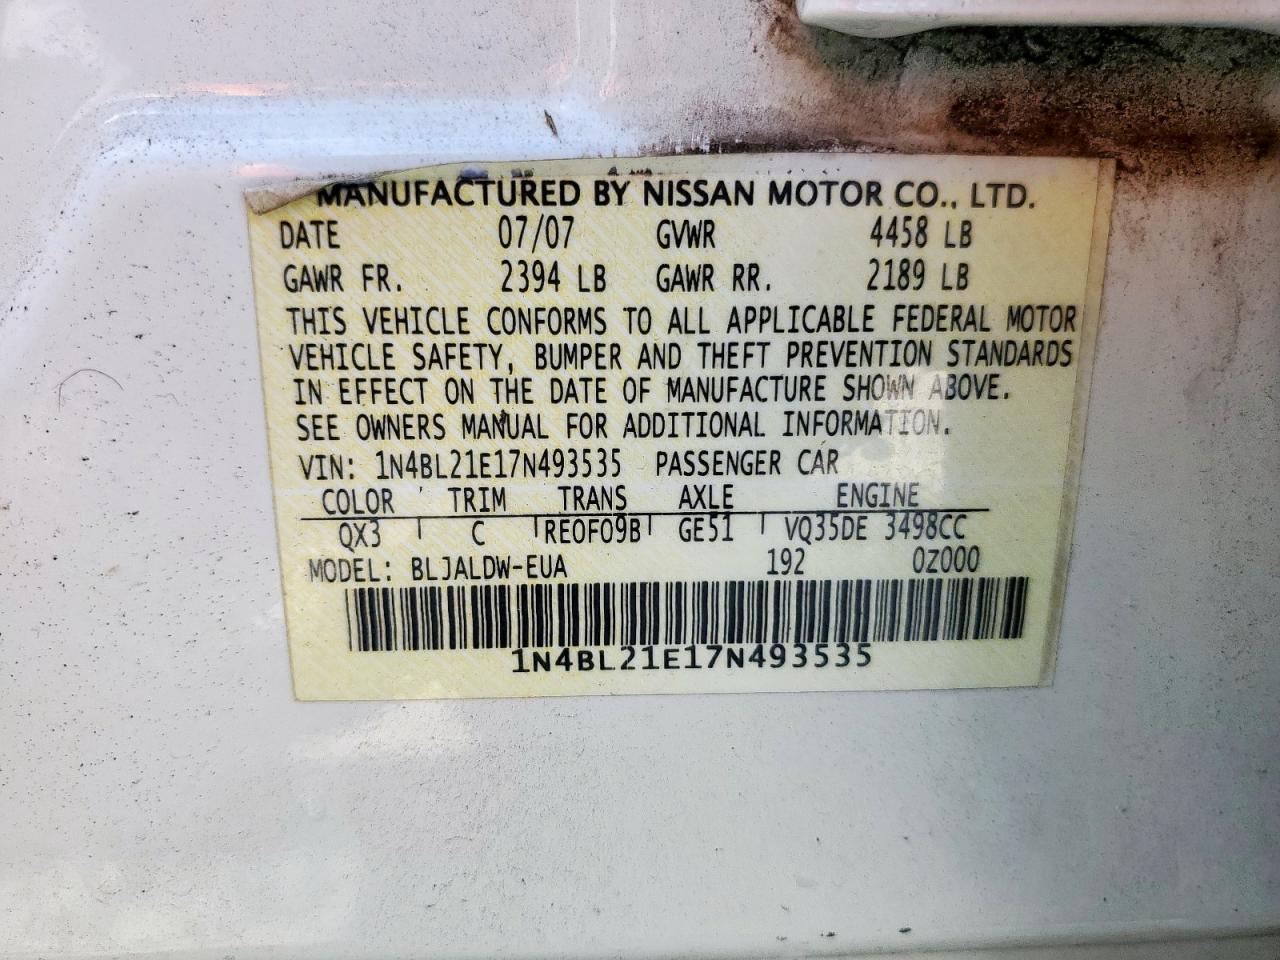 MANUFACTURED BY NISSAN MOTOR CO., LTD.
DATE 07/07 GVWR 4458 LB
GAWR FR. 2394 LB GAWR RR. 2189 LB
THIS VEHICLE CONFORMS TO ALL APPLICABLE FEDERAL MOTOR
VEHICLE SAFETY, BUMPER AND THEFT PREVENTION STANDARDS
IN EFFECT ON THE DATE OF MANUFACTURE SHOWN ABOVE.
SEE OWNERS MANUAL FOR ADDITIONAL INFORMATION.
VIN: 1N4BL21E17N493535 PASSENGER CAR
COLOR TRIM TRANS AXLE ENGINE
QX3 C RE0F09B GE51 VQ35DE 3498CC
MODEL: BLJALDW-EUA 192 0Z000
1N4BL21E17N493535